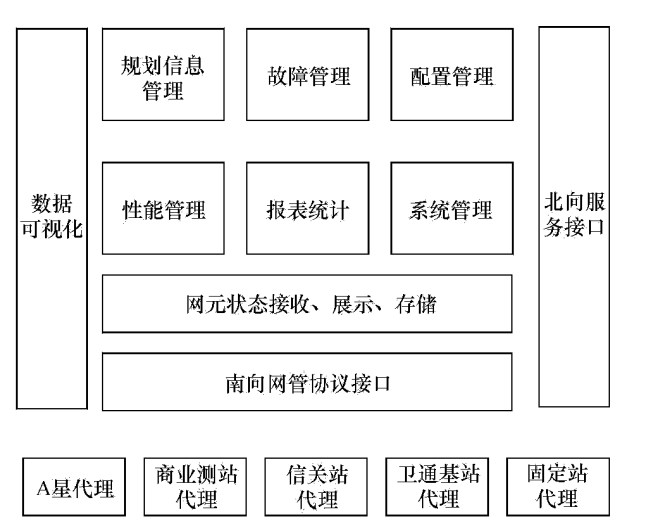 规划信息
管理
故障管理
配置管理
数据
可视化
性能管理
报表统计
系统管理
北向服
务接口
网元状态接收、展示、存储
南向网管协议接口
A星代理
商业测站
代理
信关站
代理
卫通基站
代理
固定站
代理